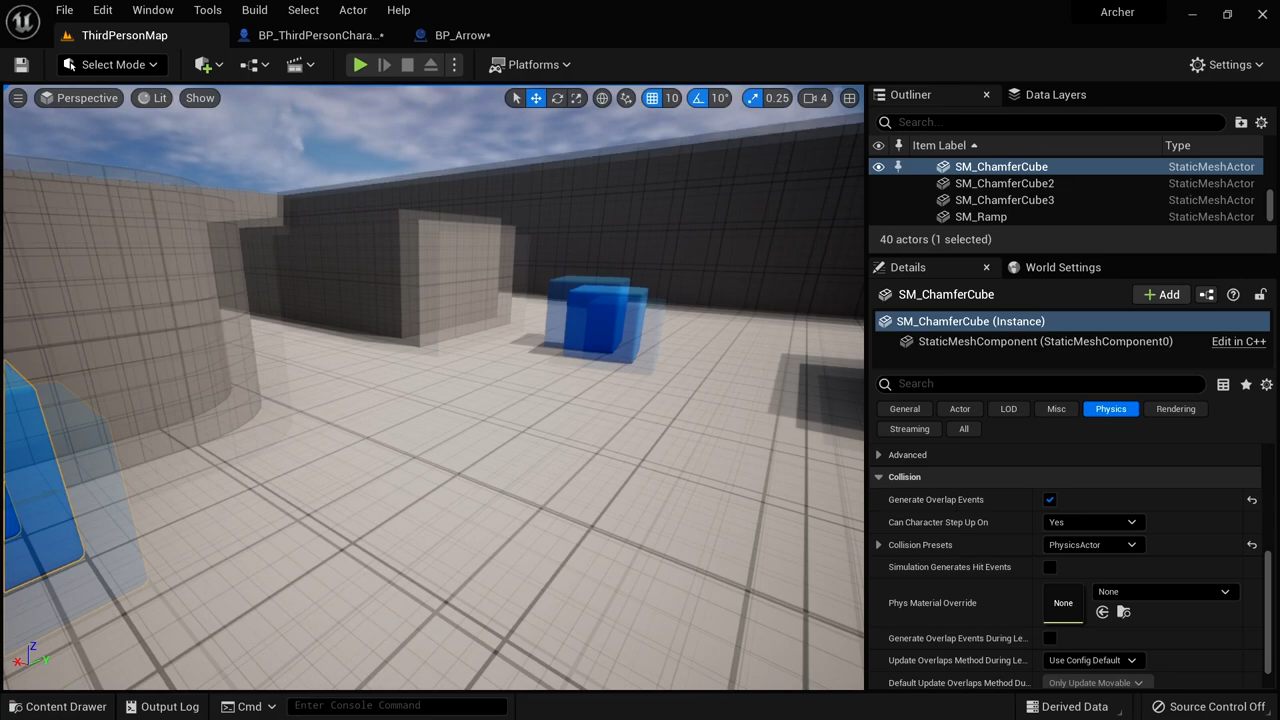 File Edit Window Tools Build Select Actor Help
Archer
ThirdPersonMap BP_ThirdPersonChara...* BP_Arrow*
Select Mode Platforms Settings
Perspective Lit Show 10 10° 0.25 4
Outliner Data Layers
Search...
Item Label Type
SM_ChamferCube StaticMeshActor
SM_ChamferCube2 StaticMeshActor
SM_ChamferCube3 StaticMeshActor
SM_Ramp StaticMeshActor
40 actors (1 selected)
Details World Settings
SM_ChamferCube Add
SM_ChamferCube (Instance)
StaticMeshComponent (StaticMeshComponent0) Edit in C++
Search
General Actor LOD Misc Physics Rendering
Streaming All
Advanced
Collision
Generate Overlap Events
Can Character Step Up On Yes
Collision Presets PhysicsActor
Simulation Generates Hit Events
Phys Material Override None None
Generate Overlap Events During Le...
Update Overlaps Method During Le... Use Config Default
Default Update Overlaps Method Du... Only Update Movable
Z
X Y
Content Drawer Output Log Cmd Enter Console Command Derived Data Source Control Off